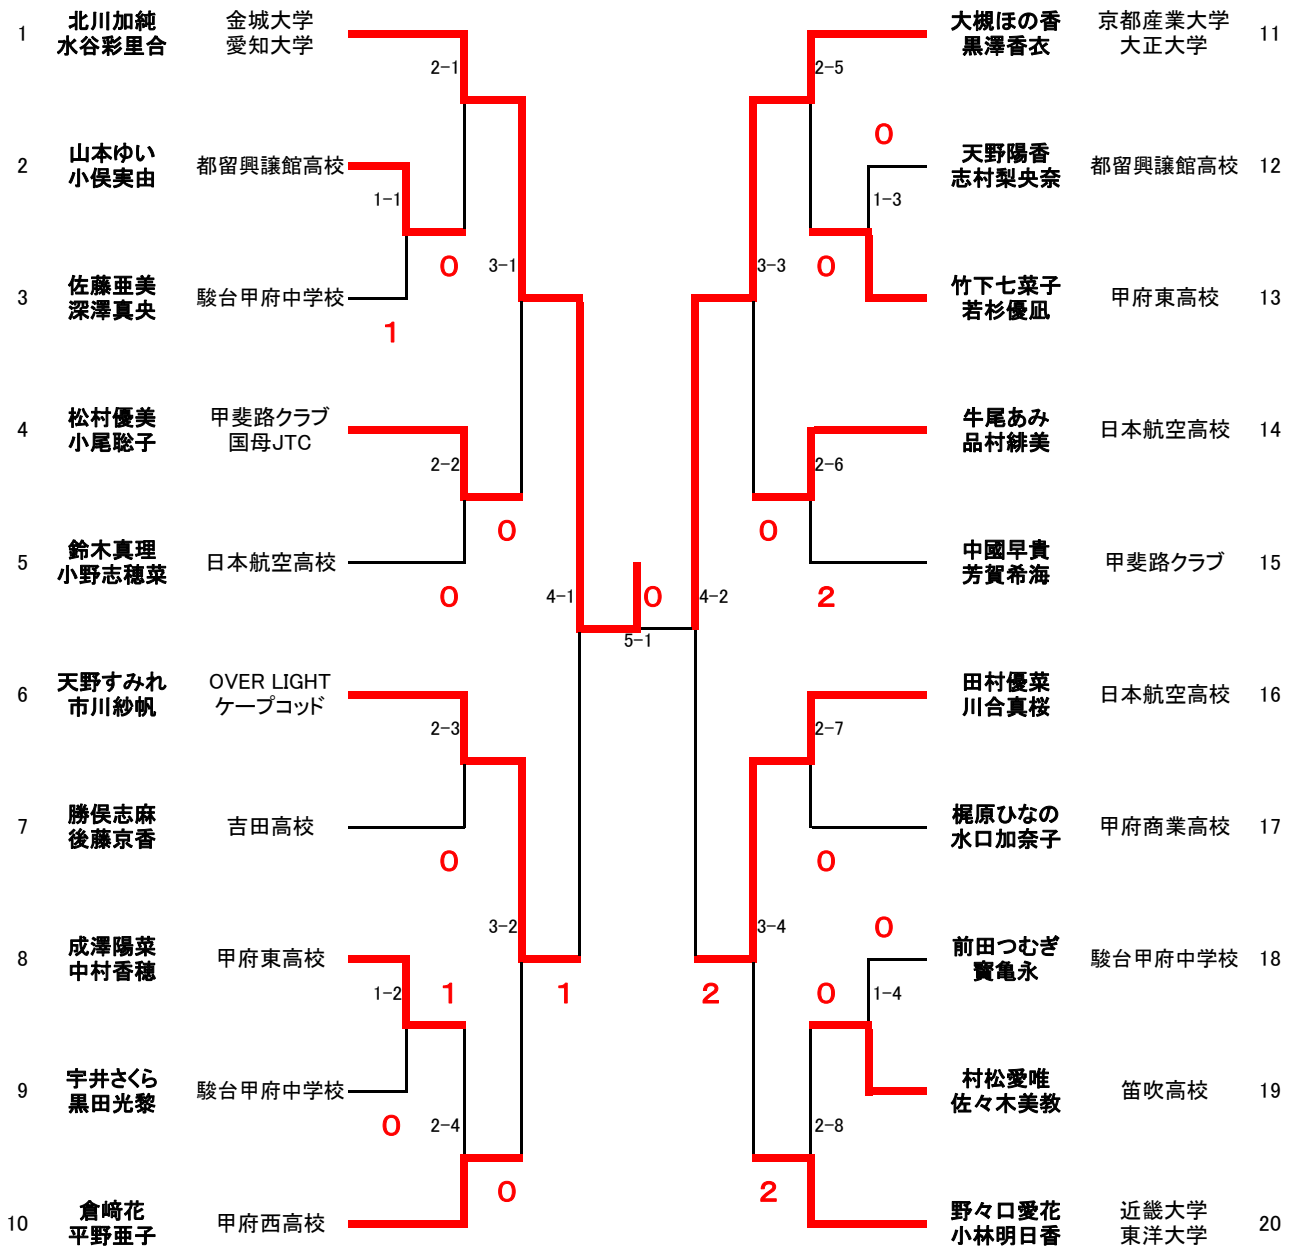 1
北川加純
水谷彩里合
金城大学
愛知大学
2-1
2
山本ゆい
小俣実由
都留興譲館高校
1-1
0
3-1
3
佐藤亜美
深澤真央
駿台甲府中学校
1
4
松村優美
小尾聡子
甲斐路クラブ
国母JTC
2-2
0
5
鈴木真理
小野志穂菜
日本航空高校
0
4-1
6
天野すみれ
市川紗帆
OVER LIGHT
ケープコッド
2-3
7
勝俣志麻
後藤京香
吉田高校
0
3-2
8
成澤陽菜
中村香穂
甲府東高校
1-2
1
1
9
宇井さくら
黒田光黎
駿台甲府中学校
0
2-4
0
10
倉﨑花
平野亜子
甲府西高校
0
5-1
大槻ほの香
黒澤香衣
京都産業大学
大正大学
11
2-5
0
天野陽香
志村梨央奈
都留興譲館高校
12
1-3
3-3
0
竹下七菜子
若杉優凪
甲府東高校
13
牛尾あみ
品村緋美
日本航空高校
14
2-6
0
中國早貴
芳賀希海
甲斐路クラブ
15
2
4-2
田村優菜
川合真桜
日本航空高校
16
2-7
梶原ひなの
水口加奈子
甲府商業高校
17
0
3-4
0
前田つむぎ
寳亀永
駿台甲府中学校
18
2
0
1-4
村松愛唯
佐々木美教
笛吹高校
19
2-8
2
野々口愛花
小林明日香
近畿大学
東洋大学
20